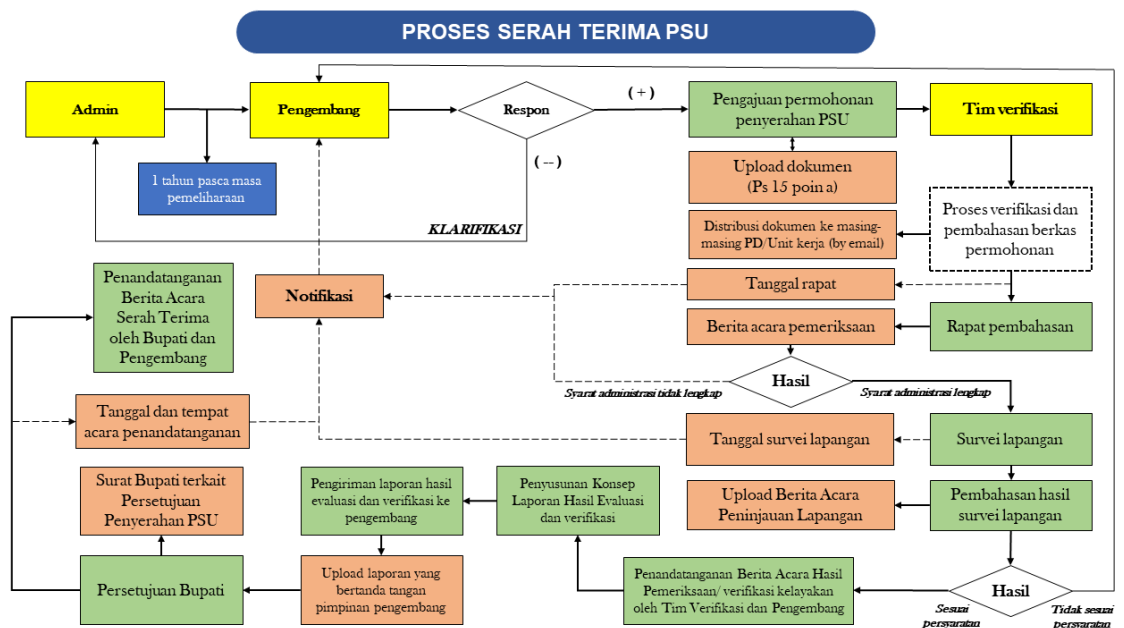 PROSES SERAH TERIMA PSU
Admin
Pengembang
Respon
( + )
Pengajuan permohonan
penyerahan PSU
Tim verifikasi
( -- )
1 tahun pasca masa
pemeliharaan
Upload dokumen
(Ps 15 poin a)
KLARIFIKASI
Distribusi dokumen ke masing-
masing PD/Unit kerja (by email)
Proses verifikasi dan
pembahasan berkas
permohonan
Penandatanganan
Berita Acara
Serah Terima
oleh Bupati dan
Pengembang
Notifikasi
Tanggal rapat
Berita acara pemeriksaan
Rapat pembahasan
Hasil
Syarat administrasi tidak lengkap
Syarat administrasi lengkap
Tanggal dan tempat
acara penandatanganan
Tanggal survei lapangan
Survei lapangan
Surat Bupati terkait
Persetujuan
Penyerahan PSU
Pengiriman laporan hasil
evaluasi dan verifikasi ke
pengembang
Penyusunan Konsep
Laporan Hasil Evaluasi
dan verifikasi
Upload Berita Acara
Peninjauan Lapangan
Pembahasan hasil
survei lapangan
Persetujuan Bupati
Upload laporan yang
bertanda tangan
pimpinan pengembang
Penandatanganan Berita Acara Hasil
Pemeriksaan/ verifikasi kelayakan
oleh Tim Verifikasi dan Pengembang
Hasil
Sesuai
persyaratan
Tidak sesuai
persyaratan